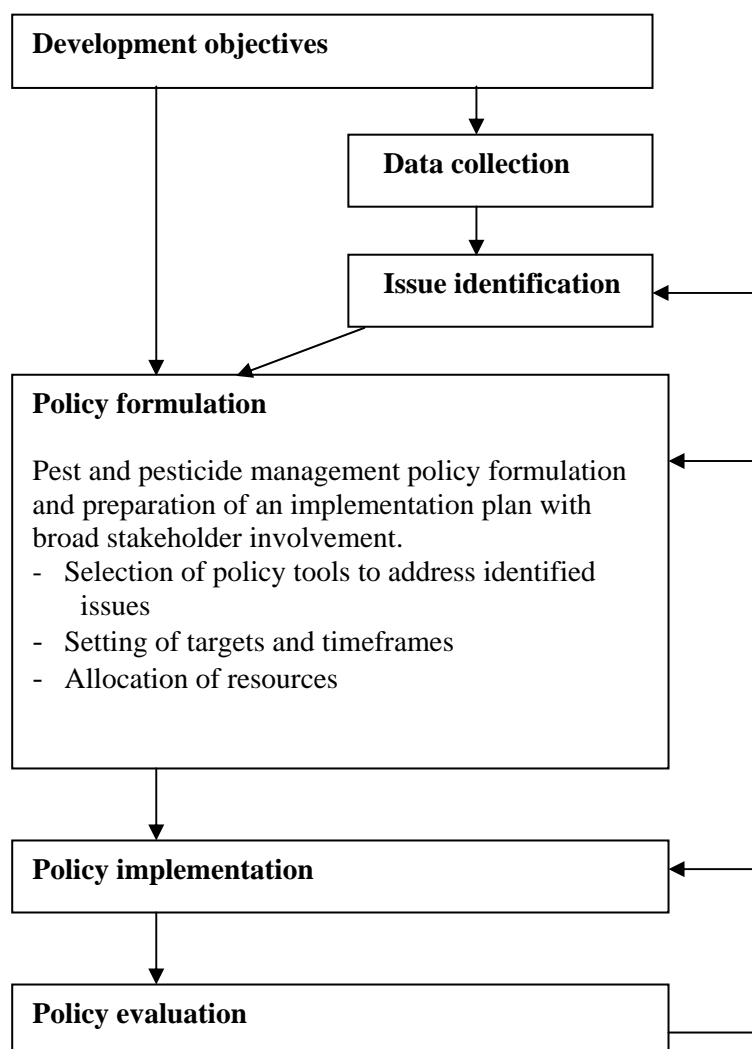 Development objectives
Data collection
Issue identification
Policy formulation
Pest and pesticide management policy formulation
and preparation of an implementation plan with
broad stakeholder involvement.
- Selection of policy tools to address identified
issues
- Setting of targets and timeframes
- Allocation of resources
Policy implementation
Policy evaluation